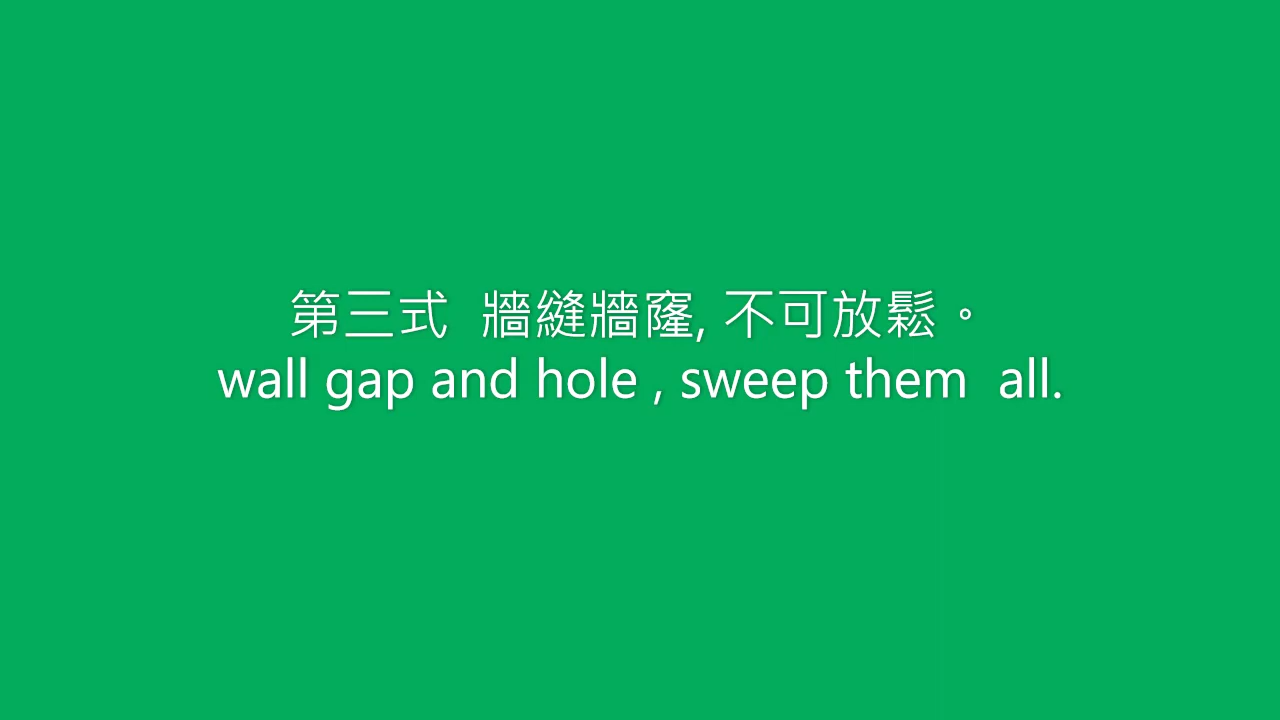 第三式  牆縫牆窿, 不可放鬆。
wall gap and hole , sweep them  all.